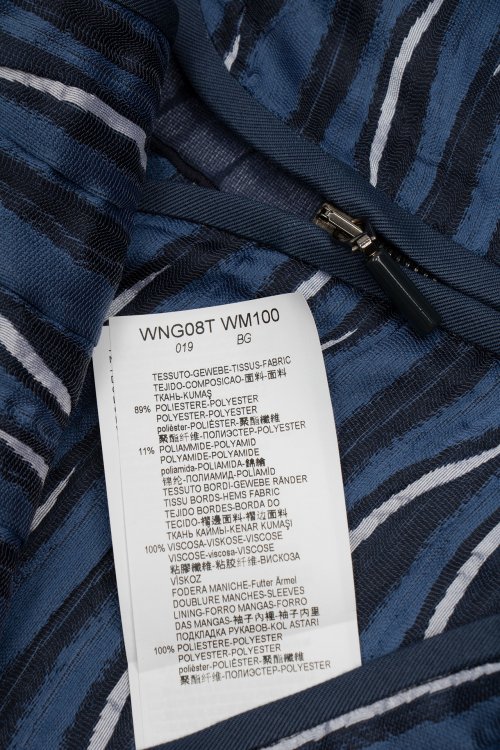 WNG08T WM100
019 BG
TESSUTO-GEWEBE-TISSUS-FABRIC
TEJIDO-COMPOSICAO-面料-面料
ТКАНЬ-KUMAŞ
89% POLIESTERE-POLYESTER
POLYESTER-POLYESTER
poliéster-POLIÉSTER-聚酯纖維
聚酯纤维-ПОЛИЭСТЕР-POLYESTER
11% POLIAMMIDE-POLYAMID
POLYAMIDE-POLYAMIDE
poliamida-POLIAMIDA-錦綸
锦纶-ПОЛИАМИД-POLİAMİD
TESSUTO BORDI-GEWEBE RÄNDER
TISSU BORDS-HEMS FABRIC
TEJIDO BORDES-BORDA DO
TECIDO-褶邊面料-褶边面料
ТКАНЬ КАЙМЫ-KENAR KUMAŞI
100% VISCOSA-VISKOSE-VISCOSE
VISCOSE-viscosa-VISCOSE
粘膠纖維-粘胶纤维-ВИСКОЗА
VİSKOZ
FODERA MANICHE-Futter Ärmel
DOUBLURE MANCHES-SLEEVES
LINING-FORRO MANGAS-FORRO
DAS MANGAS-袖子內裡-袖子内里
ПОДКЛАДКА РУКАВОВ-KOL ASTARI
100% POLIESTERE-POLYESTER
POLYESTER-POLYESTER
poliéster-POLIÉSTER-聚酯纖維
聚酯纤维-ПОЛИЭСТЕР-POLYESTER